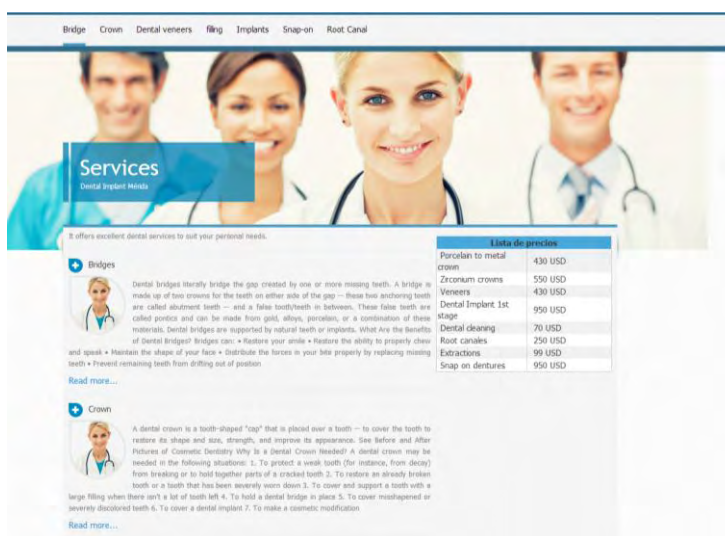 Bridge Crown Dental veneers filing Implants Snap-on Root Canal
Services
Dental Implant Mérida
It offers excellent dental services to suit your personal needs.
Bridges
Dental bridges literally bridge the gap created by one or more missing teeth. A bridge is
made up of two crowns for the teeth on either side of the gap -- these two anchoring teeth
are called abutment teeth -- and a false tooth/teeth in between. These false teeth are
called pontics and can be made from gold, alloys, porcelain, or a combination of these
materials. Dental bridges are supported by natural teeth or implants. What Are the Benefits
of Dental Bridges? Bridges can: • Restore your smile • Restore the ability to properly chew
and speak • Maintain the shape of your face • Distribute the forces in your bite properly by replacing missing
teeth • Prevent remaining teeth from drifting out of position
Read more...
Crown
A dental crown is a tooth-shaped "cap" that is placed over a tooth -- to cover the tooth to
restore its shape and size, strength, and improve its appearance. See Before and After
Pictures of Cosmetic Dentistry Why Is a Dental Crown Needed? A dental crown may be
needed in the following situations: 1. To protect a weak tooth (for instance, from decay)
from breaking or to hold together parts of a cracked tooth 2. To restore an already broken
tooth or a tooth that has been severely worn down 3. To cover and support a tooth with a
large filling when there isn't a lot of tooth left 4. To hold a dental bridge in place 5. To cover misshapened or
severely discolored teeth 6. To cover a dental implant 7. To make a cosmetic modification
Read more...
Lista de precios
Porcelain to metal
crown 430 USD
Zirconium crowns 550 USD
Veneers 430 USD
Dental Implant 1st
stage 950 USD
Dental cleaning 70 USD
Root canales 250 USD
Extractions 99 USD
Snap on dentures 950 USD